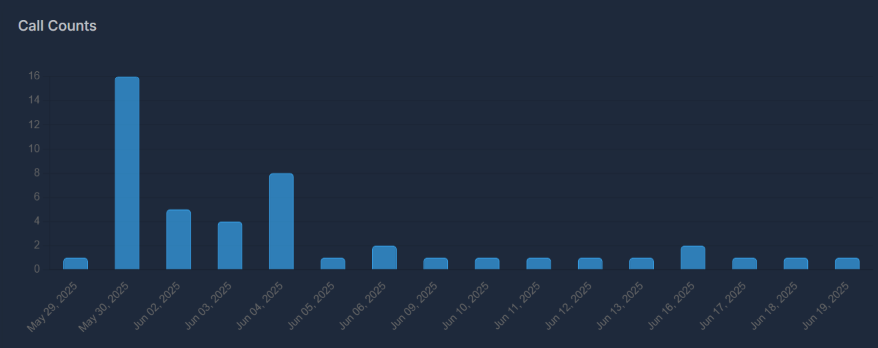 Call Counts
16
14
12
10
8
6
4
2
0
May 29, 2025
May 30, 2025
Jun 02, 2025
Jun 03, 2025
Jun 04, 2025
Jun 05, 2025
Jun 06, 2025
Jun 09, 2025
Jun 10, 2025
Jun 11, 2025
Jun 12, 2025
Jun 13, 2025
Jun 16, 2025
Jun 17, 2025
Jun 18, 2025
Jun 19, 2025